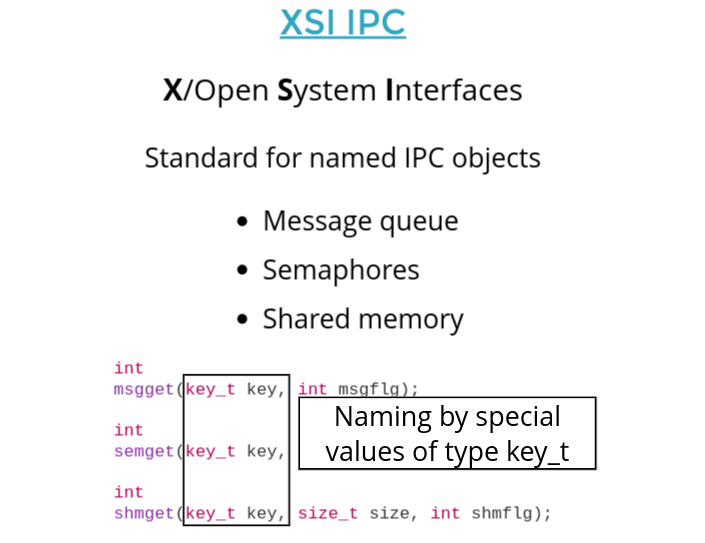 XSI IPC
X/Open System Interfaces
Standard for named IPC objects
• Message queue
• Semaphores
• Shared memory
int
msgget(key_t key, int msgflg);
Naming by special
values of type key_t
int
semget(key_t key,
int
shmget(key_t key, size_t size, int shmflg);